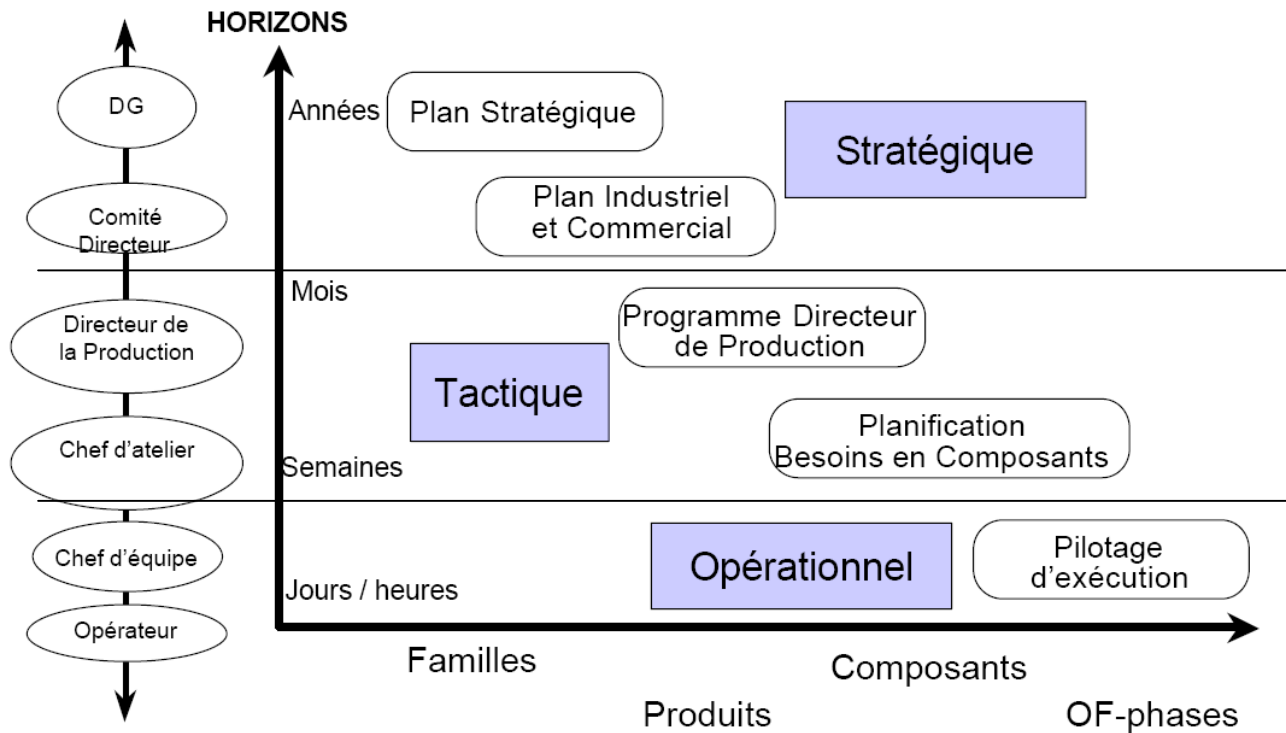 HORIZONS
DG
Années
Plan Stratégique
Stratégique
Comité
Directeur
Plan Industriel
et Commercial
Mois
Directeur de
la Production
Programme Directeur
de Production
Tactique
Chef d'atelier
Semaines
Planification
Besoins en Composants
Chef d'équipe
Jours / heures
Opérationnel
Pilotage
d'exécution
Opérateur
Familles
Composants
Produits
OF-phases